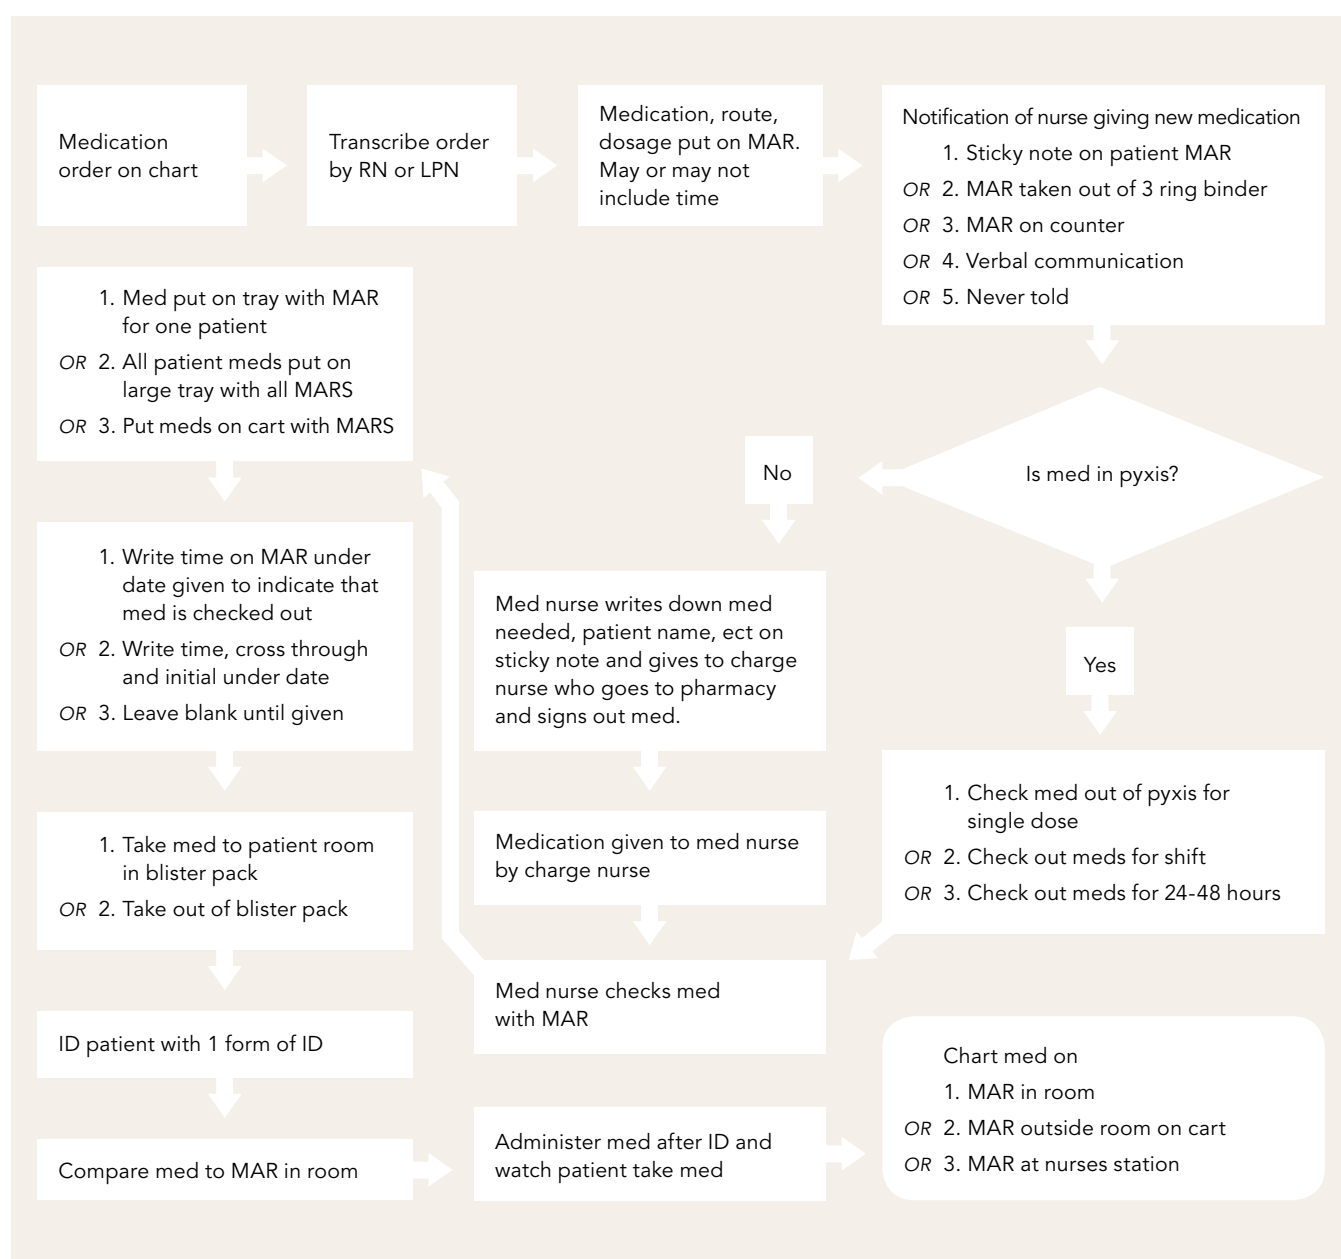 Medication
order on chart
Transcribe order
by RN or LPN
Medication, route,
dosage put on MAR.
May or may not
include time
Notification of nurse giving new medication
1. Sticky note on patient MAR
OR 2. MAR taken out of 3 ring binder
OR 3. MAR on counter
OR 4. Verbal communication
OR 5. Never told
Is med in pyxis?
No
Med nurse writes down med
needed, patient name, ect on
sticky note and gives to charge
nurse who goes to pharmacy
and signs out med.
Medication given to med nurse
by charge nurse
Yes
1. Check med out of pyxis for
single dose
OR 2. Check out meds for shift
OR 3. Check out meds for 24-48 hours
Med nurse checks med
with MAR
1. Med put on tray with MAR
for one patient
OR 2. All patient meds put on
large tray with all MARS
OR 3. Put meds on cart with MARS
1. Write time on MAR under
date given to indicate that
med is checked out
OR 2. Write time, cross through
and initial under date
OR 3. Leave blank until given
1. Take med to patient room
in blister pack
OR 2. Take out of blister pack
ID patient with 1 form of ID
Compare med to MAR in room
Administer med after ID and
watch patient take med
Chart med on
1. MAR in room
OR 2. MAR outside room on cart
OR 3. MAR at nurses station